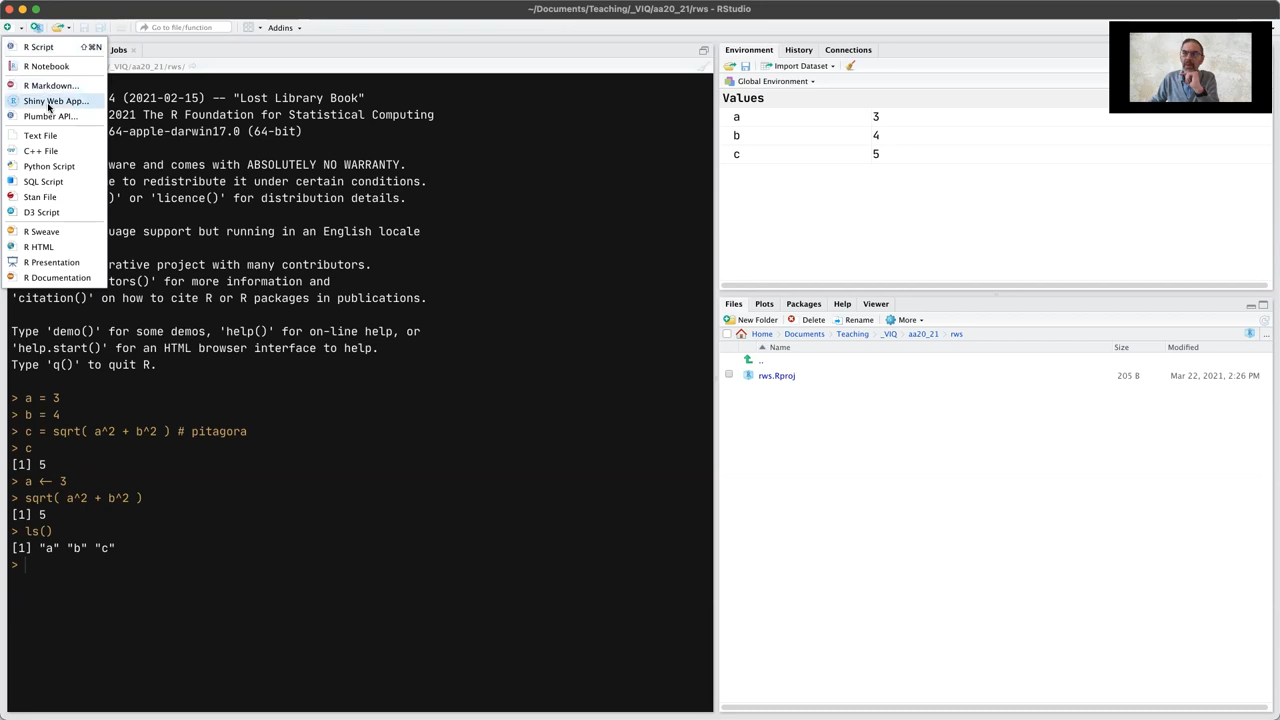 ~/Documents/Teaching/_VIQ/aa20_21/rws - RStudio
Go to file/function
Addins
R Script ⇧⌘N
R Notebook
R Markdown...
Shiny Web App...
Plumber API...
Text File
C++ File
Python Script
SQL Script
Stan File
D3 Script
R Sweave
R HTML
R Presentation
R Documentation
Jobs
_VIQ/aa20_21/rws/
4 (2021-02-15) -- "Lost Library Book"
2021 The R Foundation for Statistical Computing
64-apple-darwin17.0 (64-bit)
ware and comes with ABSOLUTELY NO WARRANTY.
e to redistribute it under certain conditions.
)' or 'licence()' for distribution details.
uage support but running in an English locale
rative project with many contributors.
tors()' for more information and
'citation()' on how to cite R or R packages in publications.
Type 'demo()' for some demos, 'help()' for on-line help, or
'help.start()' for an HTML browser interface to help.
Type 'q()' to quit R.
> a = 3
> b = 4
> c = sqrt( a^2 + b^2 ) # pitagora
> c
[1] 5
> a <- 3
> sqrt( a^2 + b^2 )
[1] 5
> ls()
[1] "a" "b" "c"
>
Environment History Connections
Import Dataset
Global Environment
Values
a 3
b 4
c 5
Files Plots Packages Help Viewer
New Folder Delete Rename More
Home Documents Teaching _VIQ aa20_21 rws
...
Name Size Modified
..
rws.Rproj 205 B Mar 22, 2021, 2:26 PM